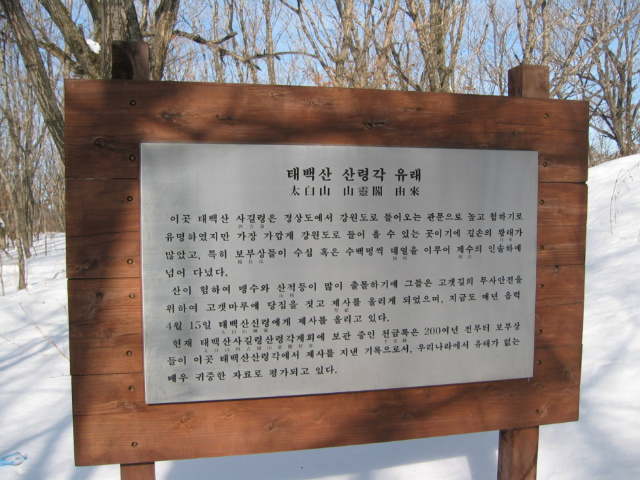 태백산 산령각 유래
太白山 山靈閣 由來
이곳 태백산 사길령은 경상도에서 강원도로 들어오는 관문으로 높고 험하기로
유명하였지만 가장 가깝게 강원도로 들어 올 수 있는 곳이기에 길손의 왕래가
많았고, 특히 보부상들이 수십 혹은 수백명씩 대열을 이루어 계수의 인솔하에
넘어 다녔다.
산이 험하여 맹수와 산적등이 많이 출몰하기에 그들은 고갯길의 무사안전을
위하여 고갯마루에 당집을 짓고 제사를 올리게 되었으며, 지금도 매년 음력
4월 15일 태백산신령에게 제사를 올리고 있다.
현재 태백산사길령산령각계회에 보관 중인 천금록은 200여년 전부터 보부상
들이 이곳 태백산산령각에서 제사를 지낸 기록으로서, 우리나라에서 유래가 없는
매우 귀중한 자료로 평가되고 있다.